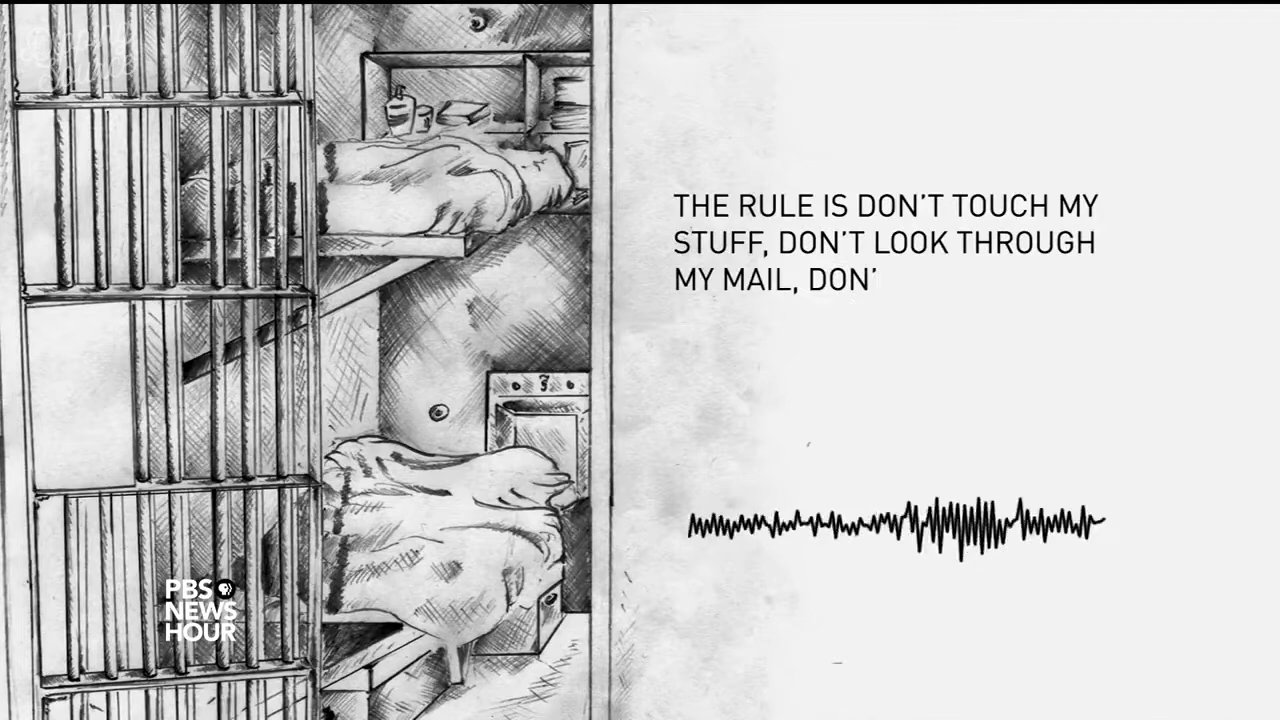 THE RULE IS DON'T TOUCH MY
STUFF, DON'T LOOK THROUGH
MY MAIL, DON'
PBS
NEWS
HOUR